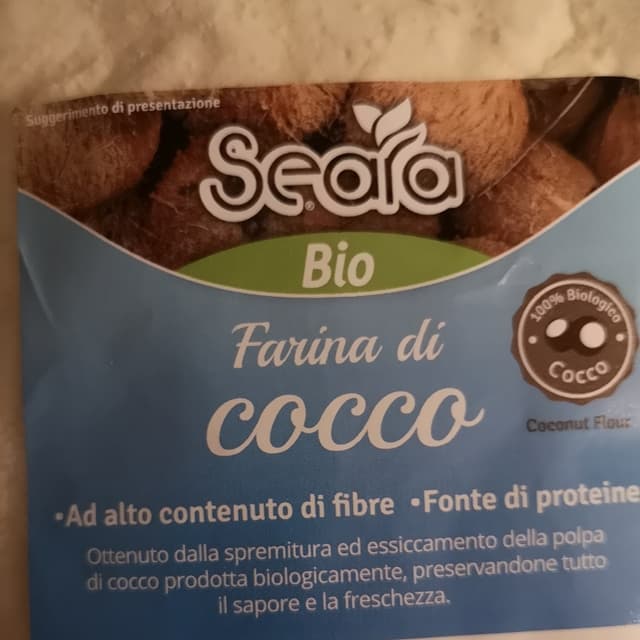 Suggerimento di presentazione
Seara®
Bio
Farina di
cocco
100% Biologico
Cocco
Coconut Flour
•Ad alto contenuto di fibre •Fonte di proteine
Ottenuto dalla spremitura ed essiccamento della polpa
di cocco prodotta biologicamente, preservandone tutto
il sapore e la freschezza.